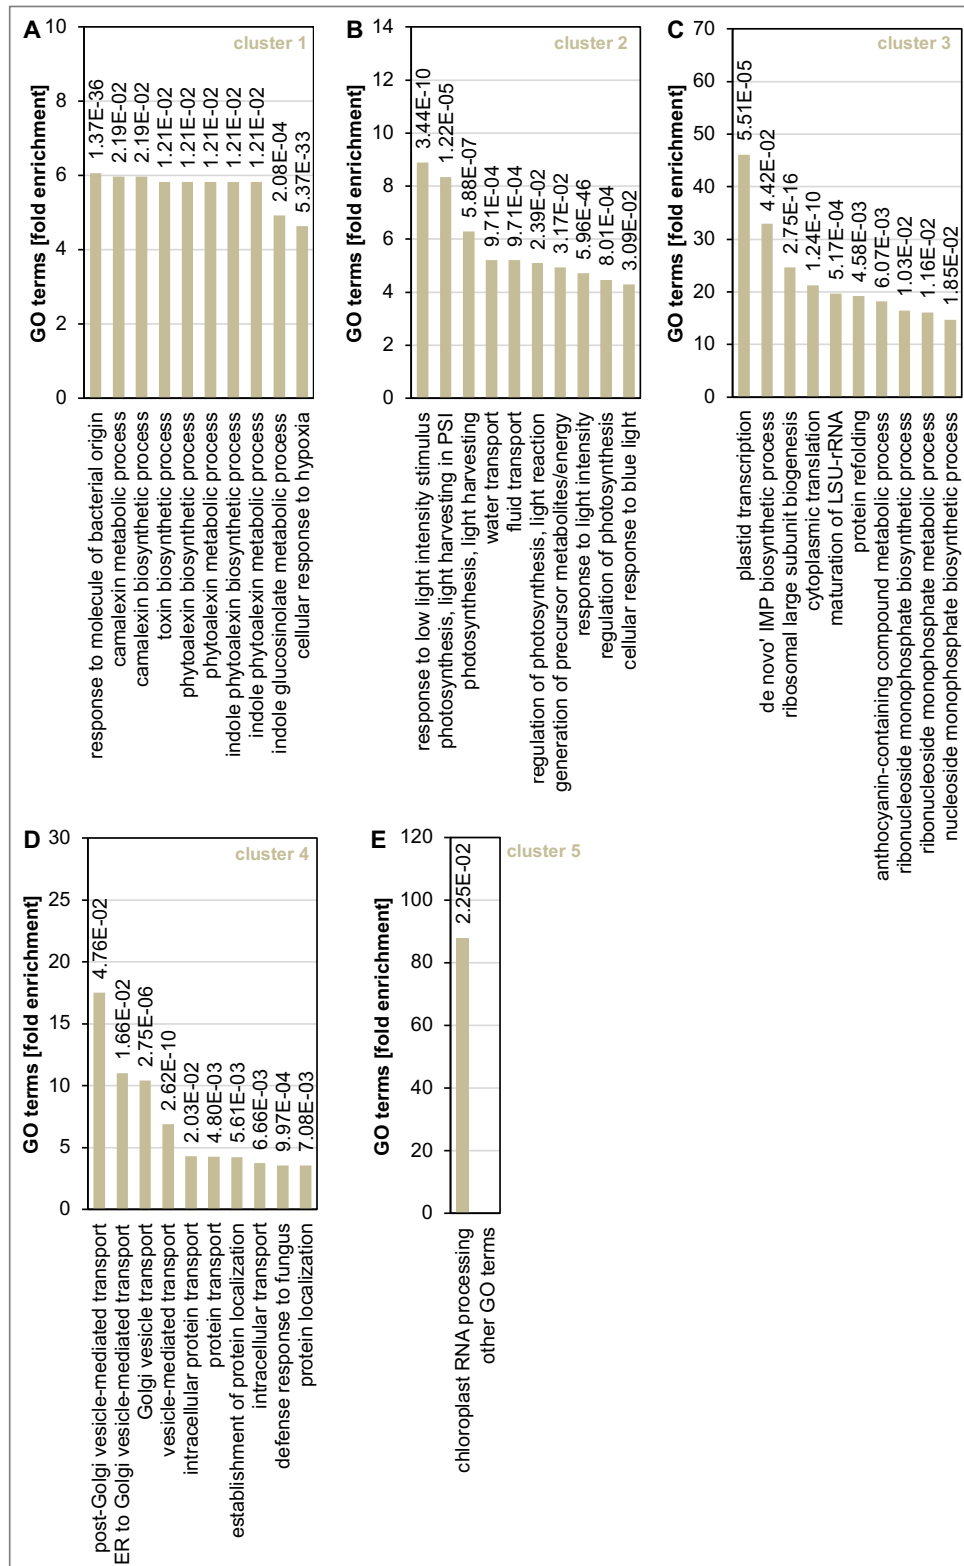 A
cluster 1
GO terms [fold enrichment]
10
8
6
4
2
0
1.37E-36
2.19E-02
2.19E-02
1.21E-02
1.21E-02
1.21E-02
1.21E-02
1.21E-02
2.08E-04
5.37E-33
response to molecule of bacterial origin
camalexin metabolic process
camalexin biosynthetic process
toxin biosynthetic process
phytoalexin biosynthetic process
phytoalexin metabolic process
indole phytoalexin biosynthetic process
indole phytoalexin metabolic process
indole glucosinolate metabolic process
cellular response to hypoxia
B
cluster 2
GO terms [fold enrichment]
14
12
10
8
6
4
2
0
3.44E-10
1.22E-05
5.88E-07
9.71E-04
9.71E-04
2.39E-02
3.17E-02
5.96E-46
8.01E-04
3.09E-02
response to low light intensity stimulus
photosynthesis, light harvesting in PSI
photosynthesis, light harvesting
water transport
fluid transport
regulation of photosynthesis, light reaction
generation of precursor metabolites/energy
response to light intensity
regulation of photosynthesis
cellular response to blue light
C
cluster 3
GO terms [fold enrichment]
70
60
50
40
30
20
10
0
5.51E-05
4.42E-02
2.75E-16
1.24E-10
5.17E-04
4.58E-03
6.07E-03
1.03E-02
1.16E-02
1.85E-02
plastid transcription
de novo' IMP biosynthetic process
ribosomal large subunit biogenesis
cytoplasmic translation
maturation of LSU-rRNA
protein refolding
anthocyanin-containing compound metabolic process
ribonucleoside monophosphate biosynthetic process
ribonucleoside monophosphate metabolic process
nucleoside monophosphate biosynthetic process
D
cluster 4
GO terms [fold enrichment]
30
25
20
15
10
5
0
4.76E-02
1.66E-02
2.75E-06
2.62E-10
2.03E-02
4.80E-03
5.61E-03
6.66E-03
9.97E-04
7.08E-03
post-Golgi vesicle-mediated transport
ER to Golgi vesicle-mediated transport
Golgi vesicle transport
vesicle-mediated transport
intracellular protein transport
protein transport
establishment of protein localization
intracellular transport
defense response to fungus
protein localization
E
cluster 5
GO terms [fold enrichment]
120
100
80
60
40
20
0
2.25E-02
chloroplast RNA processing
other GO terms